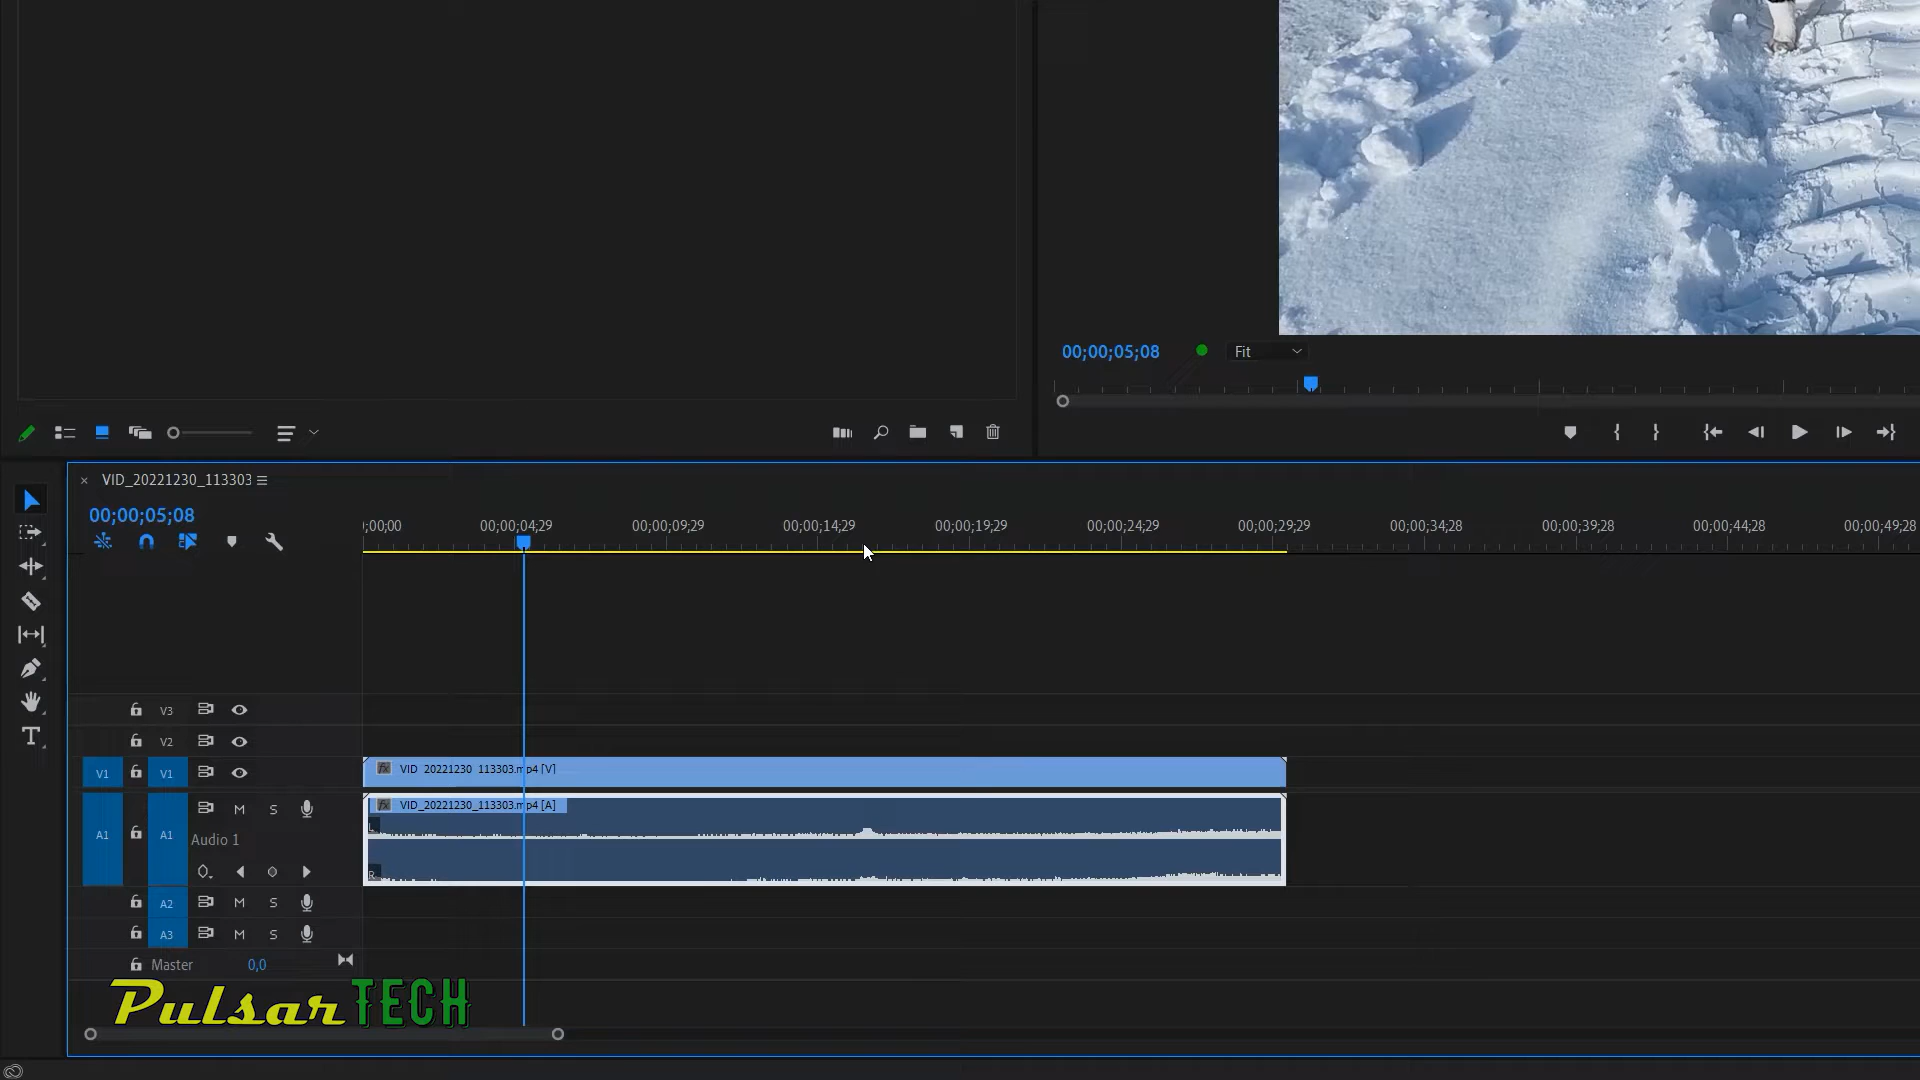 00;00;05;08
Fit
VID_20221230_113303
00;00;05;08
;00;00
00;00;04;29
00;00;09;29
00;00;14;29
00;00;19;29
00;00;24;29
00;00;29;29
00;00;34;28
00;00;39;28
00;00;44;28
00;00;49;28
V3
V2
V1
V1
fx VID_20221230_113303.mp4 [V]
A1
A1
M
S
Audio 1
fx VID_20221230_113303.mp4 [A]
L
R
A2
M
S
A3
M
S
Master
0,0
PulsarTECH